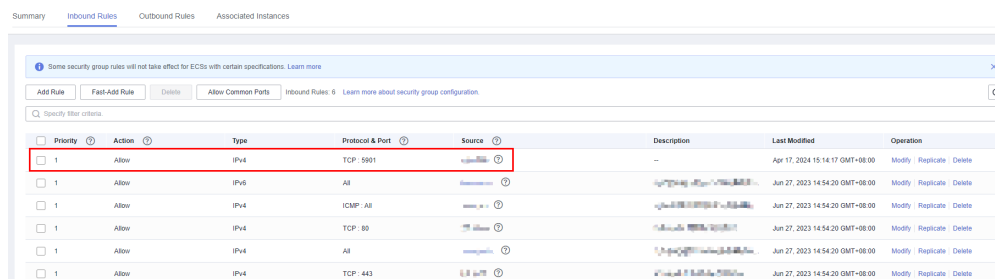 Summary Inbound Rules Outbound Rules Associated Instances
Some security group rules will not take effect for ECSs with certain specifications. Learn more
Add Rule Fast-Add Rule Delete Allow Common Ports Inbound Rules: 6 Learn more about security group configuration.
Specify filter criteria.
Priority Action Type Protocol & Port Source Description Last Modified Operation
1 Allow IPv4 TCP : 5901 -- Apr 17, 2024 15:14:17 GMT+08:00 Modify Replicate Delete
1 Allow IPv6 All Jun 27, 2023 14:54:20 GMT+08:00 Modify Replicate Delete
1 Allow IPv4 ICMP : All Jun 27, 2023 14:54:20 GMT+08:00 Modify Replicate Delete
1 Allow IPv4 TCP : 80 Jun 27, 2023 14:54:20 GMT+08:00 Modify Replicate Delete
1 Allow IPv4 All Jun 27, 2023 14:54:20 GMT+08:00 Modify Replicate Delete
1 Allow IPv4 TCP : 443 Jun 27, 2023 14:54:20 GMT+08:00 Modify Replicate Delete